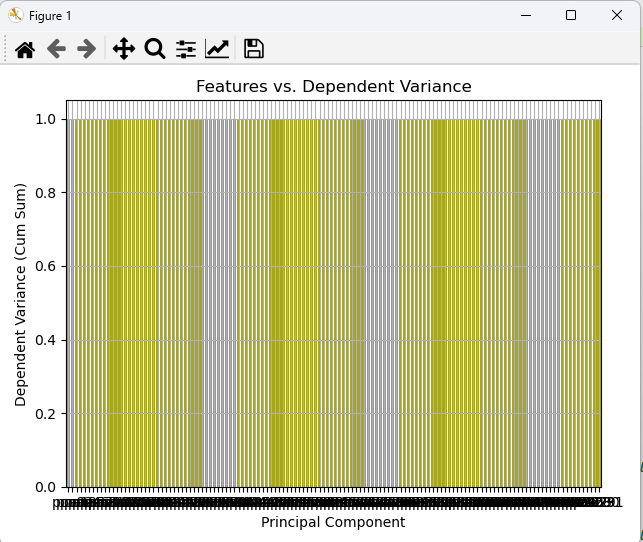 Figure 1
Features vs. Dependent Variance
Dependent Variance (Cum Sum)
1.0
0.8
0.6
0.4
0.2
0.0
Principal Component